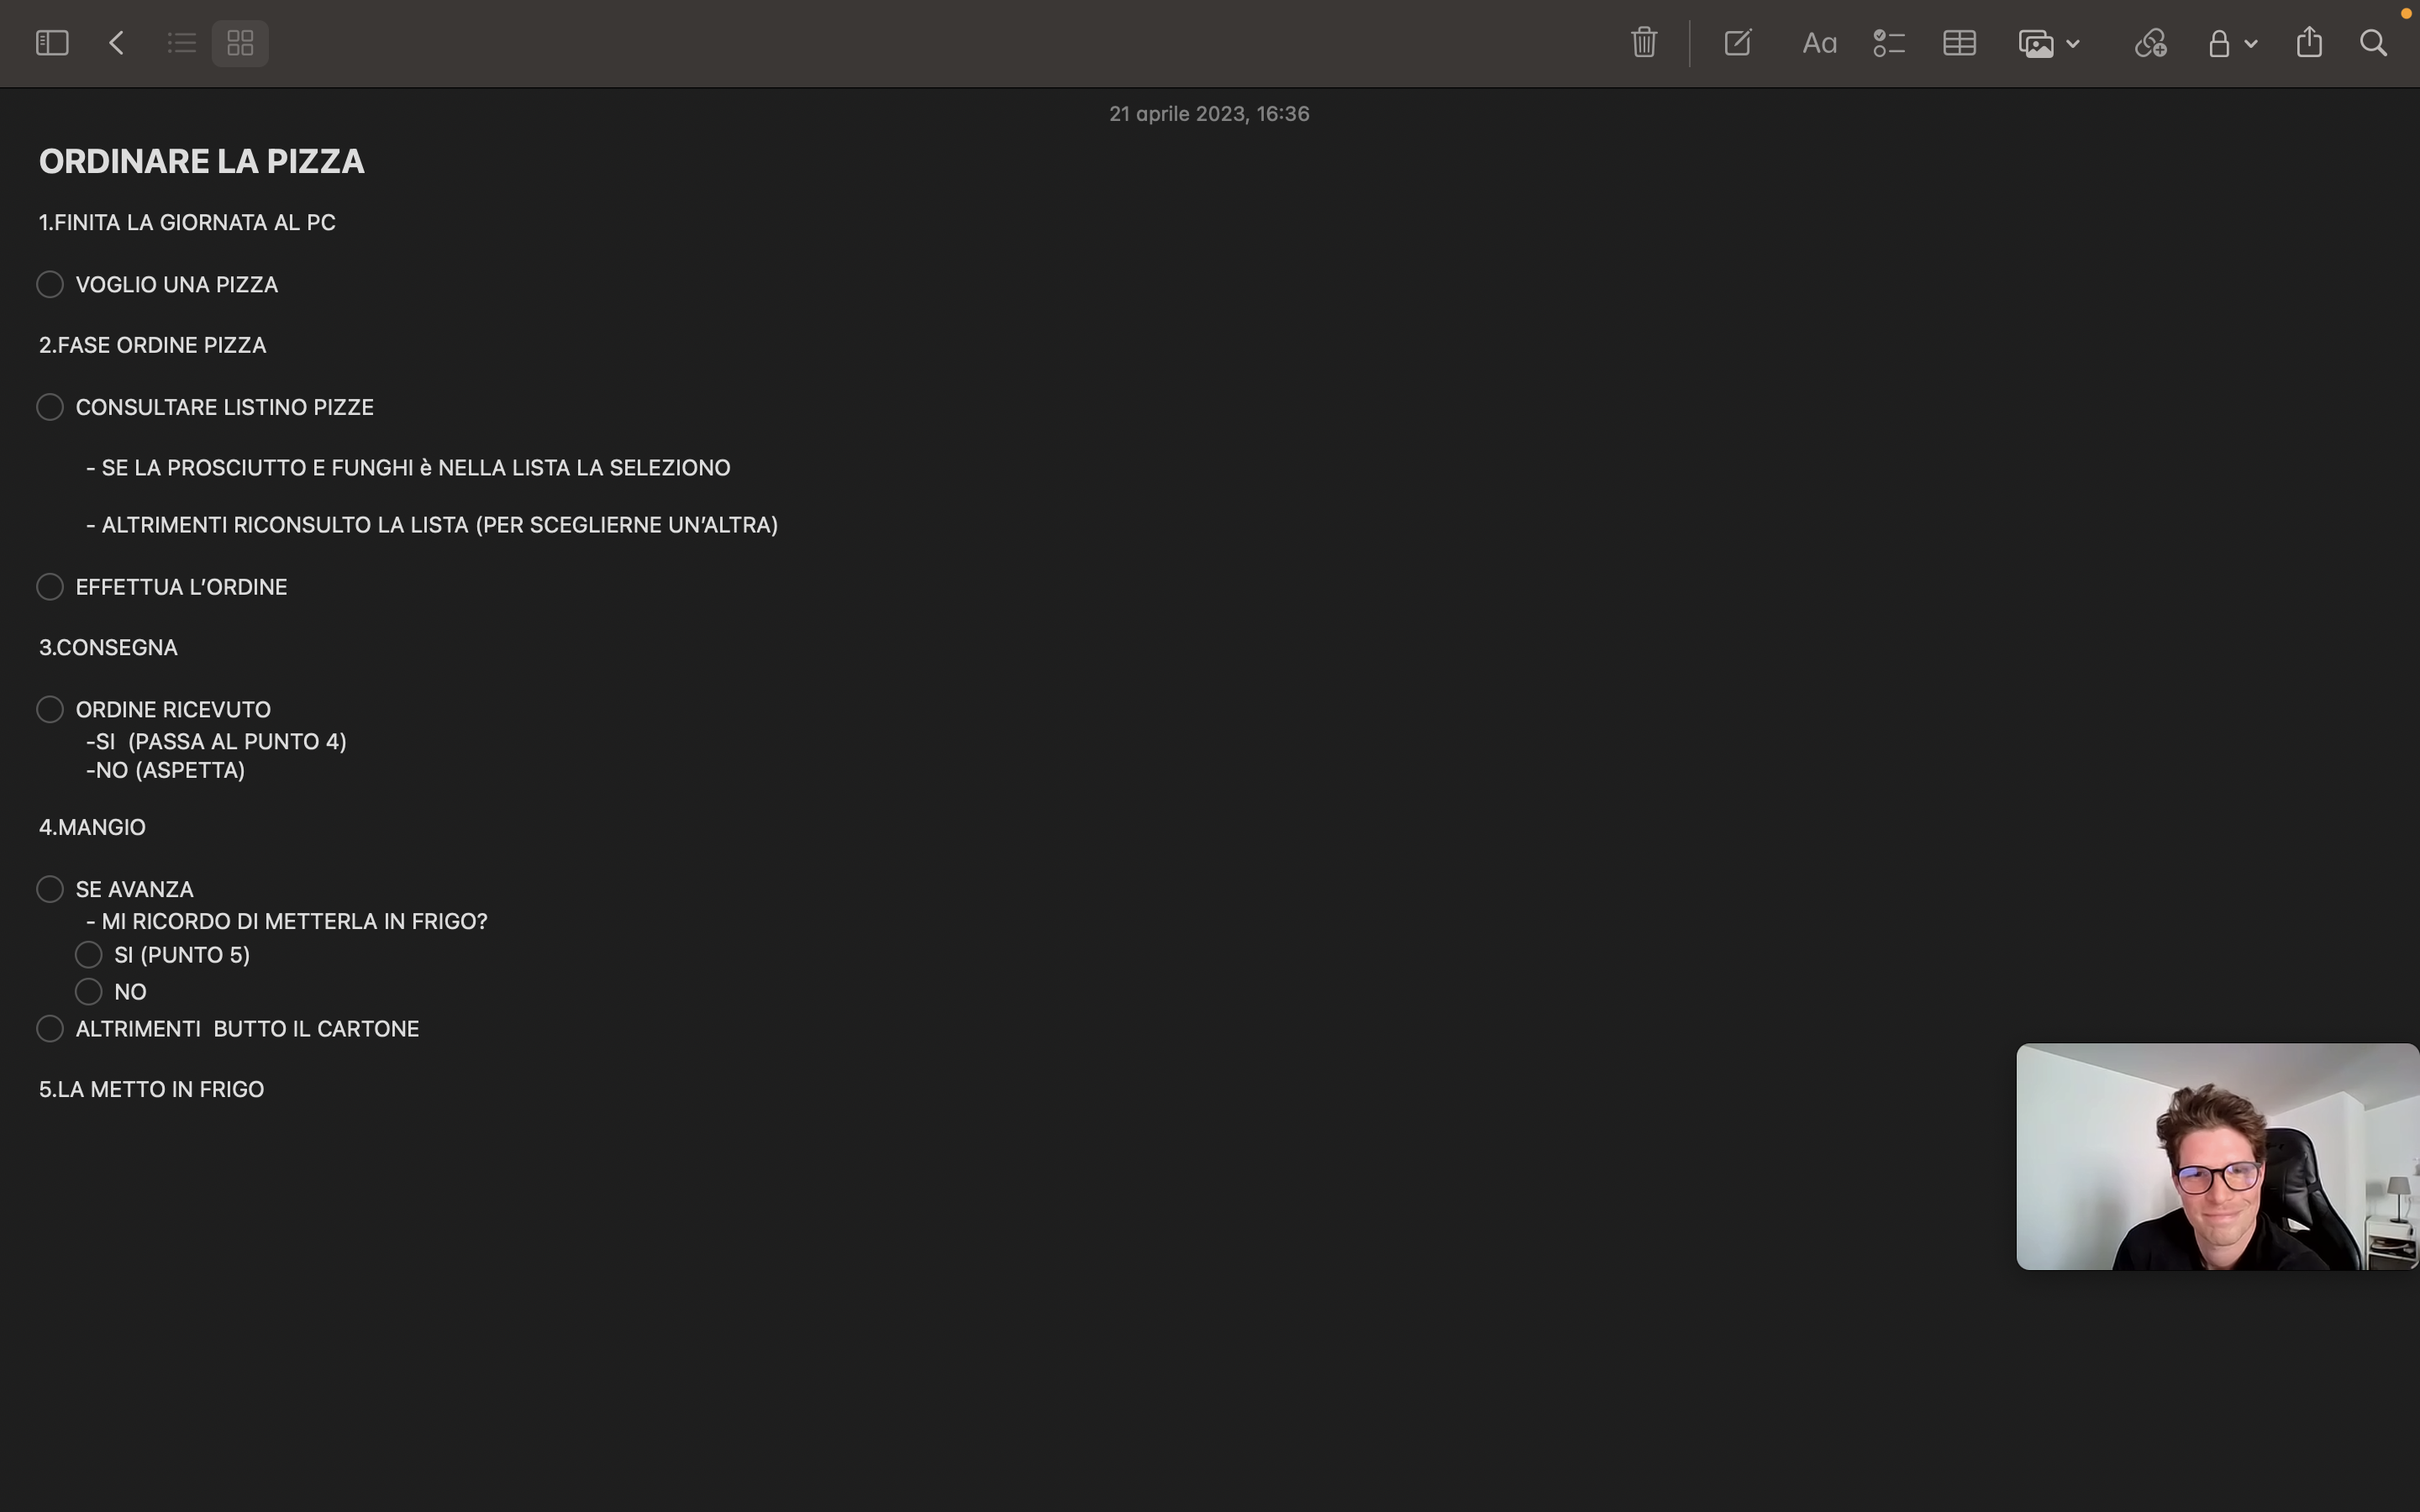 Aa
21 aprile 2023, 16:36
ORDINARE LA PIZZA
1.FINITA LA GIORNATA AL PC
VOGLIO UNA PIZZA
2.FASE ORDINE PIZZA
CONSULTARE LISTINO PIZZE
- SE LA PROSCIUTTO E FUNGHI è NELLA LISTA LA SELEZIONO
- ALTRIMENTI RICONSULTO LA LISTA (PER SCEGLIERNE UN’ALTRA)
EFFETTUA L’ORDINE
3.CONSEGNA
ORDINE RICEVUTO
-SI  (PASSA AL PUNTO 4)
-NO (ASPETTA)
4.MANGIO
SE AVANZA
- MI RICORDO DI METTERLA IN FRIGO?
SI (PUNTO 5)
NO
ALTRIMENTI  BUTTO IL CARTONE
5.LA METTO IN FRIGO